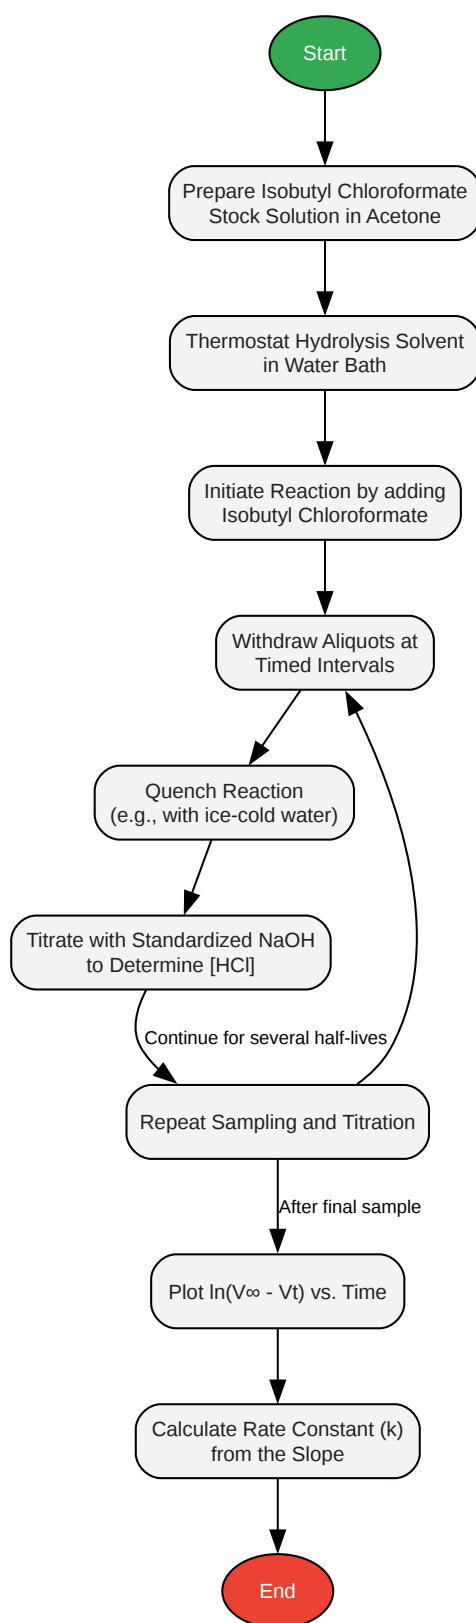 Start
Prepare Isobutyl Chloroformate
Stock Solution in Acetone
Thermostat Hydrolysis Solvent
in Water Bath
Initiate Reaction by adding
Isobutyl Chloroformate
Withdraw Aliquots at
Timed Intervals
Quench Reaction
(e.g., with ice-cold water)
Titrate with Standardized NaOH
to Determine [HCl]
Continue for several half-lives
Repeat Sampling and Titration
After final sample
Plot ln(V∞ - Vt) vs. Time
Calculate Rate Constant (k)
from the Slope
End